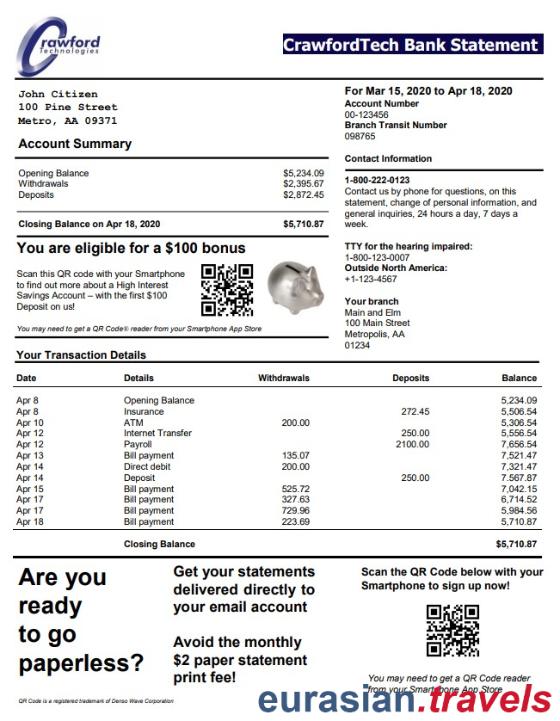 Crawford
Technologies
CrawfordTech Bank Statement
John Citizen
100 Pine Street
Metro, AA 09371
For Mar 15, 2020 to Apr 18, 2020
Account Number
00-123456
Branch Transit Number
098765
Account Summary
Opening Balance $5,234.09
Withdrawals $2,395.67
Deposits $2,872.45
Closing Balance on Apr 18, 2020 $5,710.87
Contact Information
1-800-222-0123
Contact us by phone for questions, on this
statement, change of personal information, and
general inquiries, 24 hours a day, 7 days a
week.
TTY for the hearing impaired:
1-800-123-0007
Outside North America:
+1-123-4567
Your branch
Main and Elm
100 Main Street
Metropolis, AA
01234
You are eligible for a $100 bonus
Scan this QR code with your Smartphone
to find out more about a High Interest
Savings Account – with the first $100
Deposit on us!
You may need to get a QR Code® reader from your Smartphone App Store
Your Transaction Details
Date Details Withdrawals Deposits Balance
Apr 8 Opening Balance 5,234.09
Apr 8 Insurance 272.45 5,506.54
Apr 10 ATM 200.00 5,306.54
Apr 12 Internet Transfer 250.00 5,556.54
Apr 12 Payroll 2100.00 7,656.54
Apr 13 Bill payment 135.07 7,521.47
Apr 14 Direct debit 200.00 7,321.47
Apr 14 Deposit 250.00 7.567.87
Apr 15 Bill payment 525.72 7,042.15
Apr 17 Bill payment 327.63 6,714.52
Apr 17 Bill payment 729.96 5,984.56
Apr 18 Bill payment 223.69 5,710.87
Closing Balance $5,710.87
Are you
ready
to go
paperless?
Get your statements
delivered directly to
your email account
Avoid the monthly
$2 paper statement
print fee!
Scan the QR Code below with your
Smartphone to sign up now!
You may need to get a QR Code reader
from your Smartphone App Store
QR Code is a registered trademark of Denso Wave Corporation
eurasian.travels